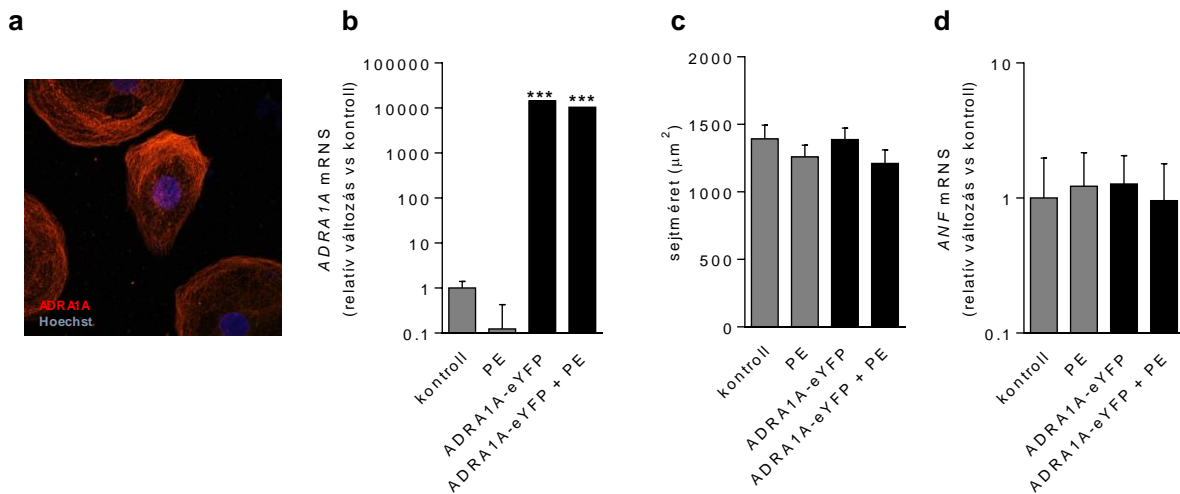 a
ADRA1A
Hoechst
b
ADRA1A mRNS
(relatív változás vs kontroll)
100000
10000
1000
100
10
1
0.1
***
***
kontroll
PE
ADRA1A-eYFP
ADRA1A-eYFP + PE
c
sejtméret (μm²)
2000
1500
1000
500
0
kontroll
PE
ADRA1A-eYFP
ADRA1A-eYFP + PE
d
ANF mRNS
(relatív változás vs kontroll)
10
1
0.1
kontroll
PE
ADRA1A-eYFP
ADRA1A-eYFP + PE